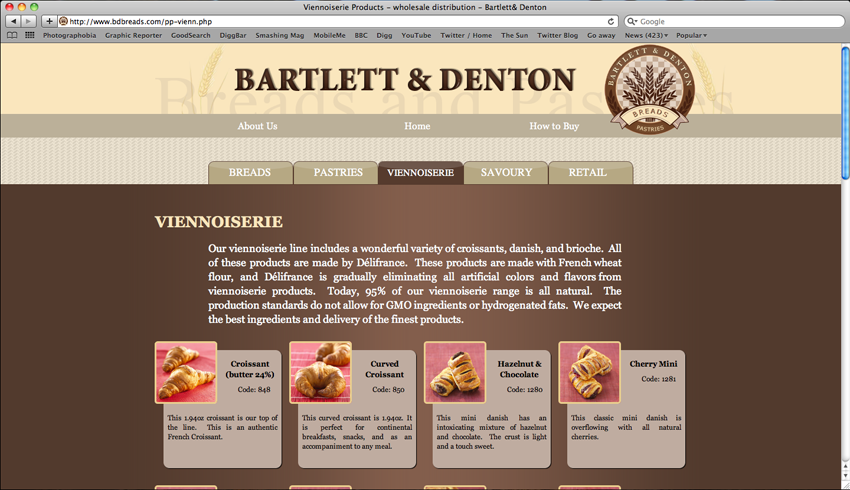 Viennoiserie Products – wholesale distribution – Bartlett& Denton
http://www.bdbreads.com/pp-vienn.php
Google
Photographobia Graphic Reporter GoodSearch DiggBar Smashing Mag MobileMe BBC Digg YouTube Twitter / Home The Sun Twitter Blog Go away News (423) Popular
Breads and Pastries
BARTLETT & DENTON
BARTLETT & DENTON
BREADS
PASTRIES
About Us Home How to Buy
BREADS PASTRIES VIENNOISERIE SAVOURY RETAIL
VIENNOISERIE
Our viennoiserie line includes a wonderful variety of croissants, danish, and brioche. All
of these products are made by Délifrance. These products are made with French wheat
flour, and Délifrance is gradually eliminating all artificial colors and flavors from
viennoiserie products. Today, 95% of our viennoiserie range is all natural. The
production standards do not allow for GMO ingredients or hydrogenated fats. We expect
the best ingredients and delivery of the finest products.
Croissant
(butter 24%)
Code: 848
This 1.94oz croissant is our top of
the line. This is an authentic
French Croissant.
Curved
Croissant
Code: 850
This curved croissant is 1.94oz. It
is perfect for continental
breakfasts, snacks, and as an
accompaniment to any meal.
Hazelnut &
Chocolate
Code: 1280
This mini danish has an
intoxicating mixture of hazelnut
and chocolate. The crust is light
and a touch sweet.
Cherry Mini
Code: 1281
This classic mini danish is
overflowing with all natural
cherries.